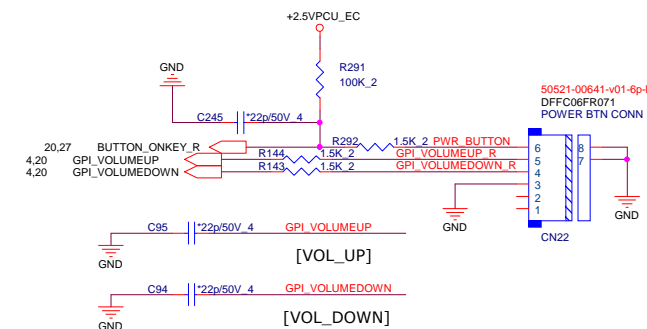 +2.5VPCU_EC
GND
R291
100K_2
50521-00641-v01-6p-l
DFFC06FR071
POWER BTN CONN
C245
*22p/50V_4
20,27
BUTTON_ONKEY_R
R292
1.5K_2
PWR_BUTTON
6
8
4,20
GPI_VOLUMEUP
R144
1.5K_2
GPI_VOLUMEUP_R
5
7
4,20
GPI_VOLUMEDOWN
R143
1.5K_2
GPI_VOLUMEDOWN_R
4
3
2
1
GND
GND
CN22
C95
*22p/50V_4
GPI_VOLUMEUP
GND
[VOL_UP]
C94
*22p/50V_4
GPI_VOLUMEDOWN
GND
[VOL_DOWN]